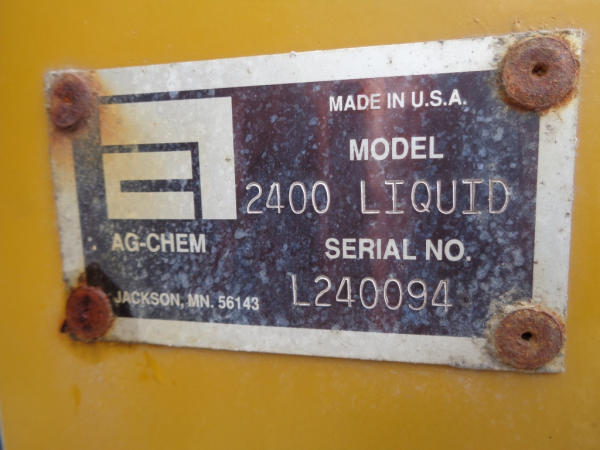 MADE IN U.S.A.
MODEL
2400 LIQUID
AG-CHEM
SERIAL NO.
JACKSON, MN. 56143
L240094